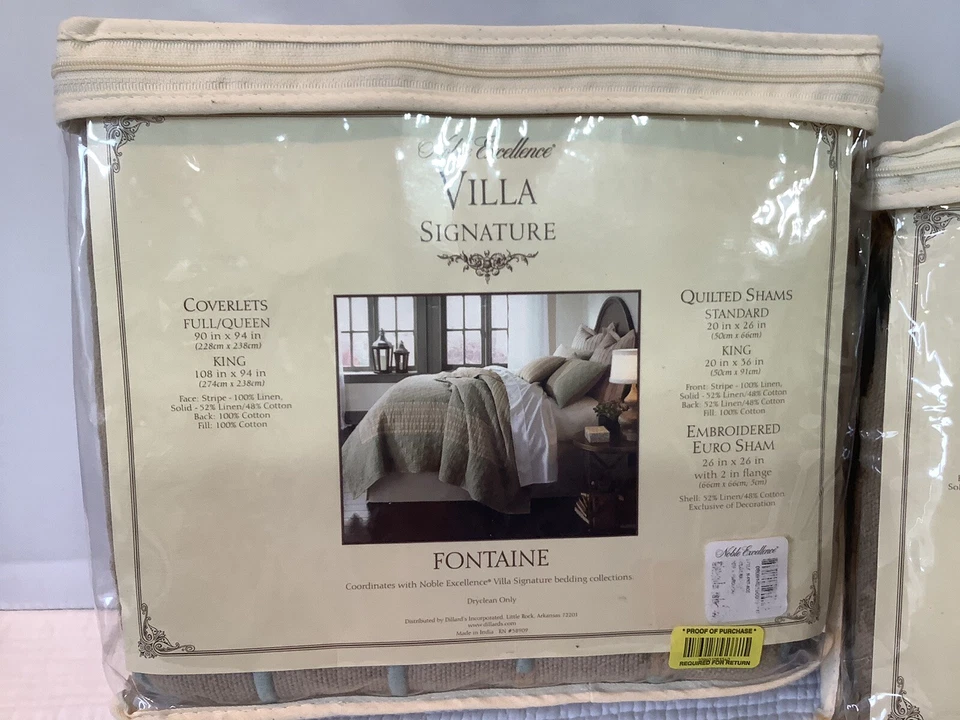 Noble Excellence®
VILLA
SIGNATURE
COVERLETS
FULL/QUEEN
90 in x 94 in
(228cm x 238cm)
KING
108 in x 94 in
(274cm x 238cm)
Face: Stripe - 100% Linen,
Solid - 52% Linen/48% Cotton
Back: 100% Cotton
Fill: 100% Cotton
QUILTED SHAMS
STANDARD
20 in x 26 in
(50cm x 66cm)
KING
20 in x 36 in
(50cm x 91cm)
Front: Stripe - 100% Linen,
Solid - 52% Linen/48% Cotton
Back: 52% Linen/48% Cotton
Fill: 100% Cotton
EMBROIDERED
EURO SHAM
26 in x 26 in
with 2 in flange
(66cm x 66cm, 5cm)
Shell: 52% Linen/48% Cotton
Exclusive of Decoration
FONTAINE
Coordinates with Noble Excellence® Villa Signature bedding collections.
Dryclean Only
Distributed by Dillard's Incorporated, Little Rock, Arkansas 72201
www.dillards.com
Made in India RN
Noble Excellence®
* PROOF OF PURCHASE *
REQUIRED FOR RETURN